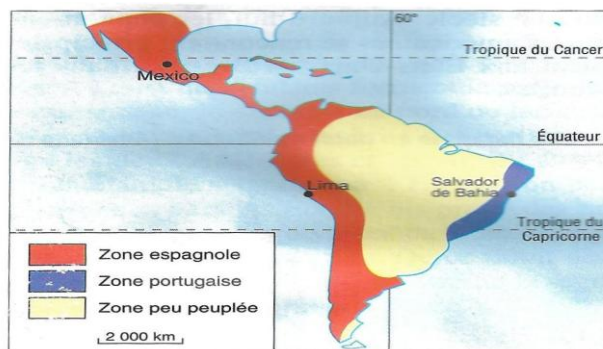 60°
Tropique du Cancer
Mexico
Équateur
Lima
Salvador
de Bahia
Tropique du
Capricorne
Zone espagnole
Zone portugaise
Zone peu peuplée
2 000 km